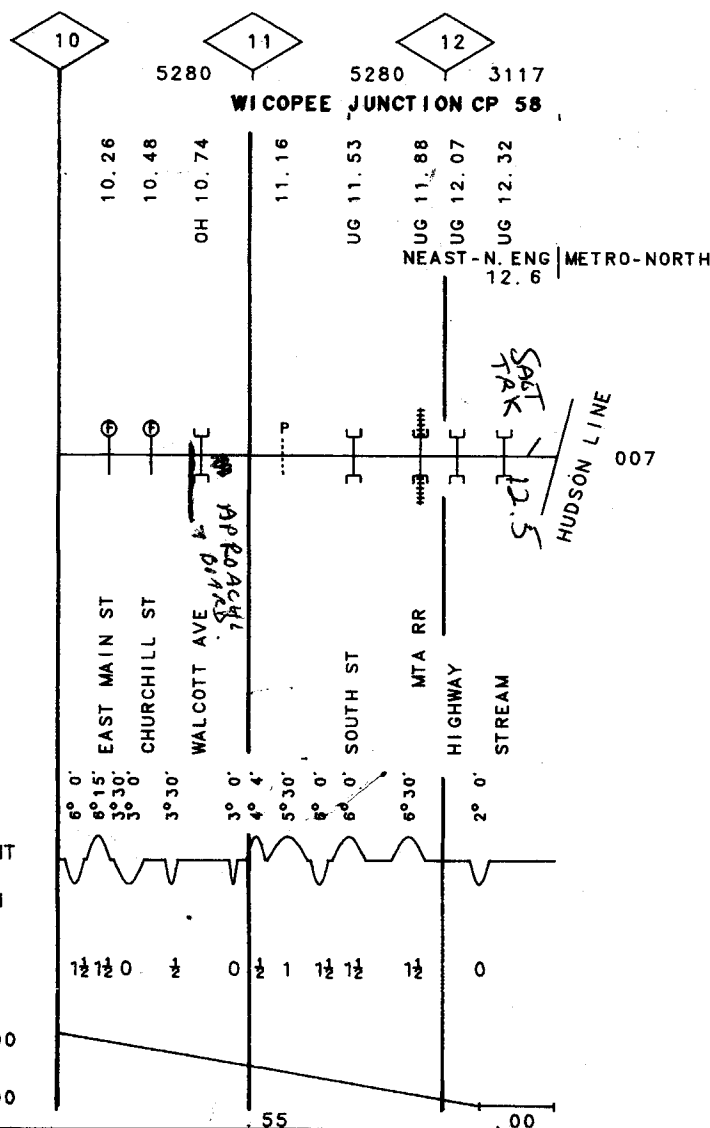 10 11 12
5280 5280 3117
WICOPEE JUNCTION CP 58
10.26
10.48
OH 10.74
11.16
UG 11.53
UG 11.88
UG 12.07
UG 12.32
NEAST-N. ENG | METRO-NORTH
12.6
F F P
SALT
TRK
12.5
HUDSON LINE
007
APROACH
BOARD
EAST MAIN ST
CHURCHILL ST
WALCOTT AVE
SOUTH ST
MTA RR
HIGHWAY
STREAM
6° 0'
6° 15'
3° 30'
3° 0'
3° 30'
3° 0'
4° 4'
5° 30'
6° 0'
6° 0'
6° 30'
2° 0'
1½ 1½ 0 ½ 0 ½ 1 1½ 1½ 1½ 0
.55 .00